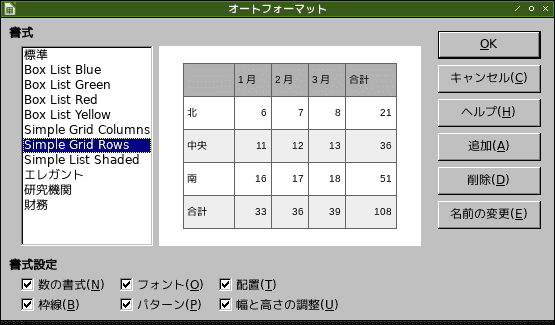 オートフォーマット
書式
標準
Box List Blue
Box List Green
Box List Red
Box List Yellow
Simple Grid Columns
Simple Grid Rows
Simple List Shaded
エレガント
研究機関
財務
1月 2月 3月 合計
北 6 7 8 21
中央 11 12 13 36
南 16 17 18 51
合計 33 36 39 108
OK
キャンセル(C)
ヘルプ(H)
追加(A)
削除(D)
名前の変更(E)
書式設定
数の書式(N) フォント(O) 配置(T)
枠線(B) パターン(P) 幅と高さの調整(U)